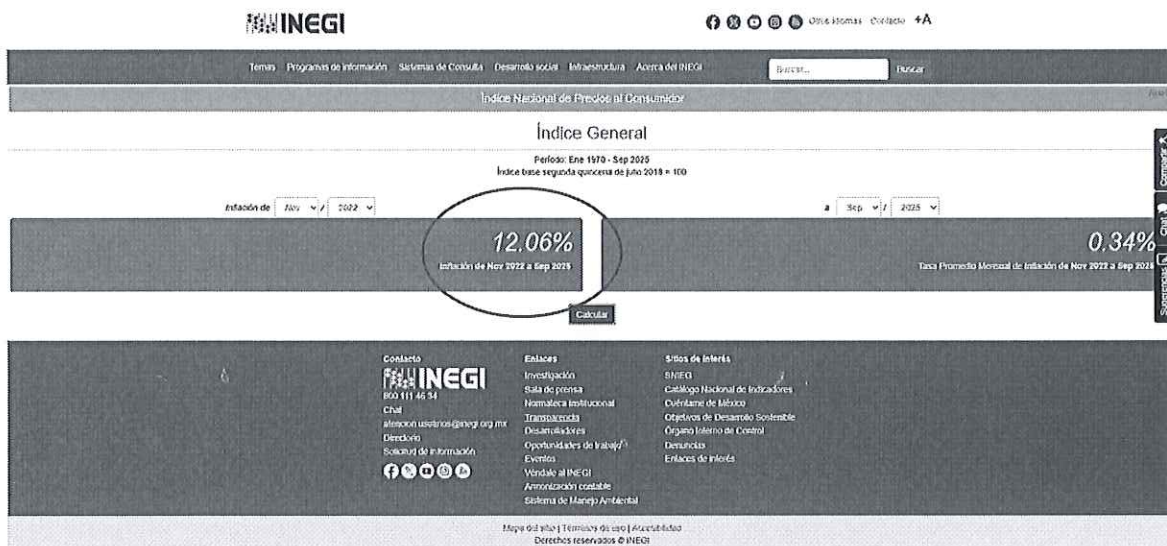 INEGI
Otros idiomas Contacto +A
Temas Programas de Información Sistemas de Consulta Desarrollo social Infraestructura Acerca del INEGI Buscar... Buscar
Índice Nacional de Precios al Consumidor
Índice General
Período: Ene 1970 - Sep 2025
Índice base segunda quincena de julio 2018 = 100
Inflación de Nov / 2022 a Sep / 2025
12.06% 0.34%
Inflación de Nov 2022 a Sep 2025 Tasa Promedio Mensual de Inflación de Nov 2022 a Sep 2025
Calcular
Compartir
Chat
Sugerencias
Contacto
INEGI
800 111 46 34
Chat
atencion.usuarios@inegi.org.mx
Directorio
Solicitud de información
Enlaces
Investigación
Sala de prensa
Normateca Institucional
Transparencia
Desarrolladores
Oportunidades de trabajo
Eventos
Véndale al INEGI
Armonización contable
Sistema de Manejo Ambiental
Sitios de Interés
SNIEG
Catálogo Nacional de Indicadores
Cuéntame de México
Objetivos de Desarrollo Sostenible
Órgano Interno de Control
Denuncias
Enlaces de interés
Mapa del sitio | Términos de uso | Accesibilidad
Derechos reservados © INEGI